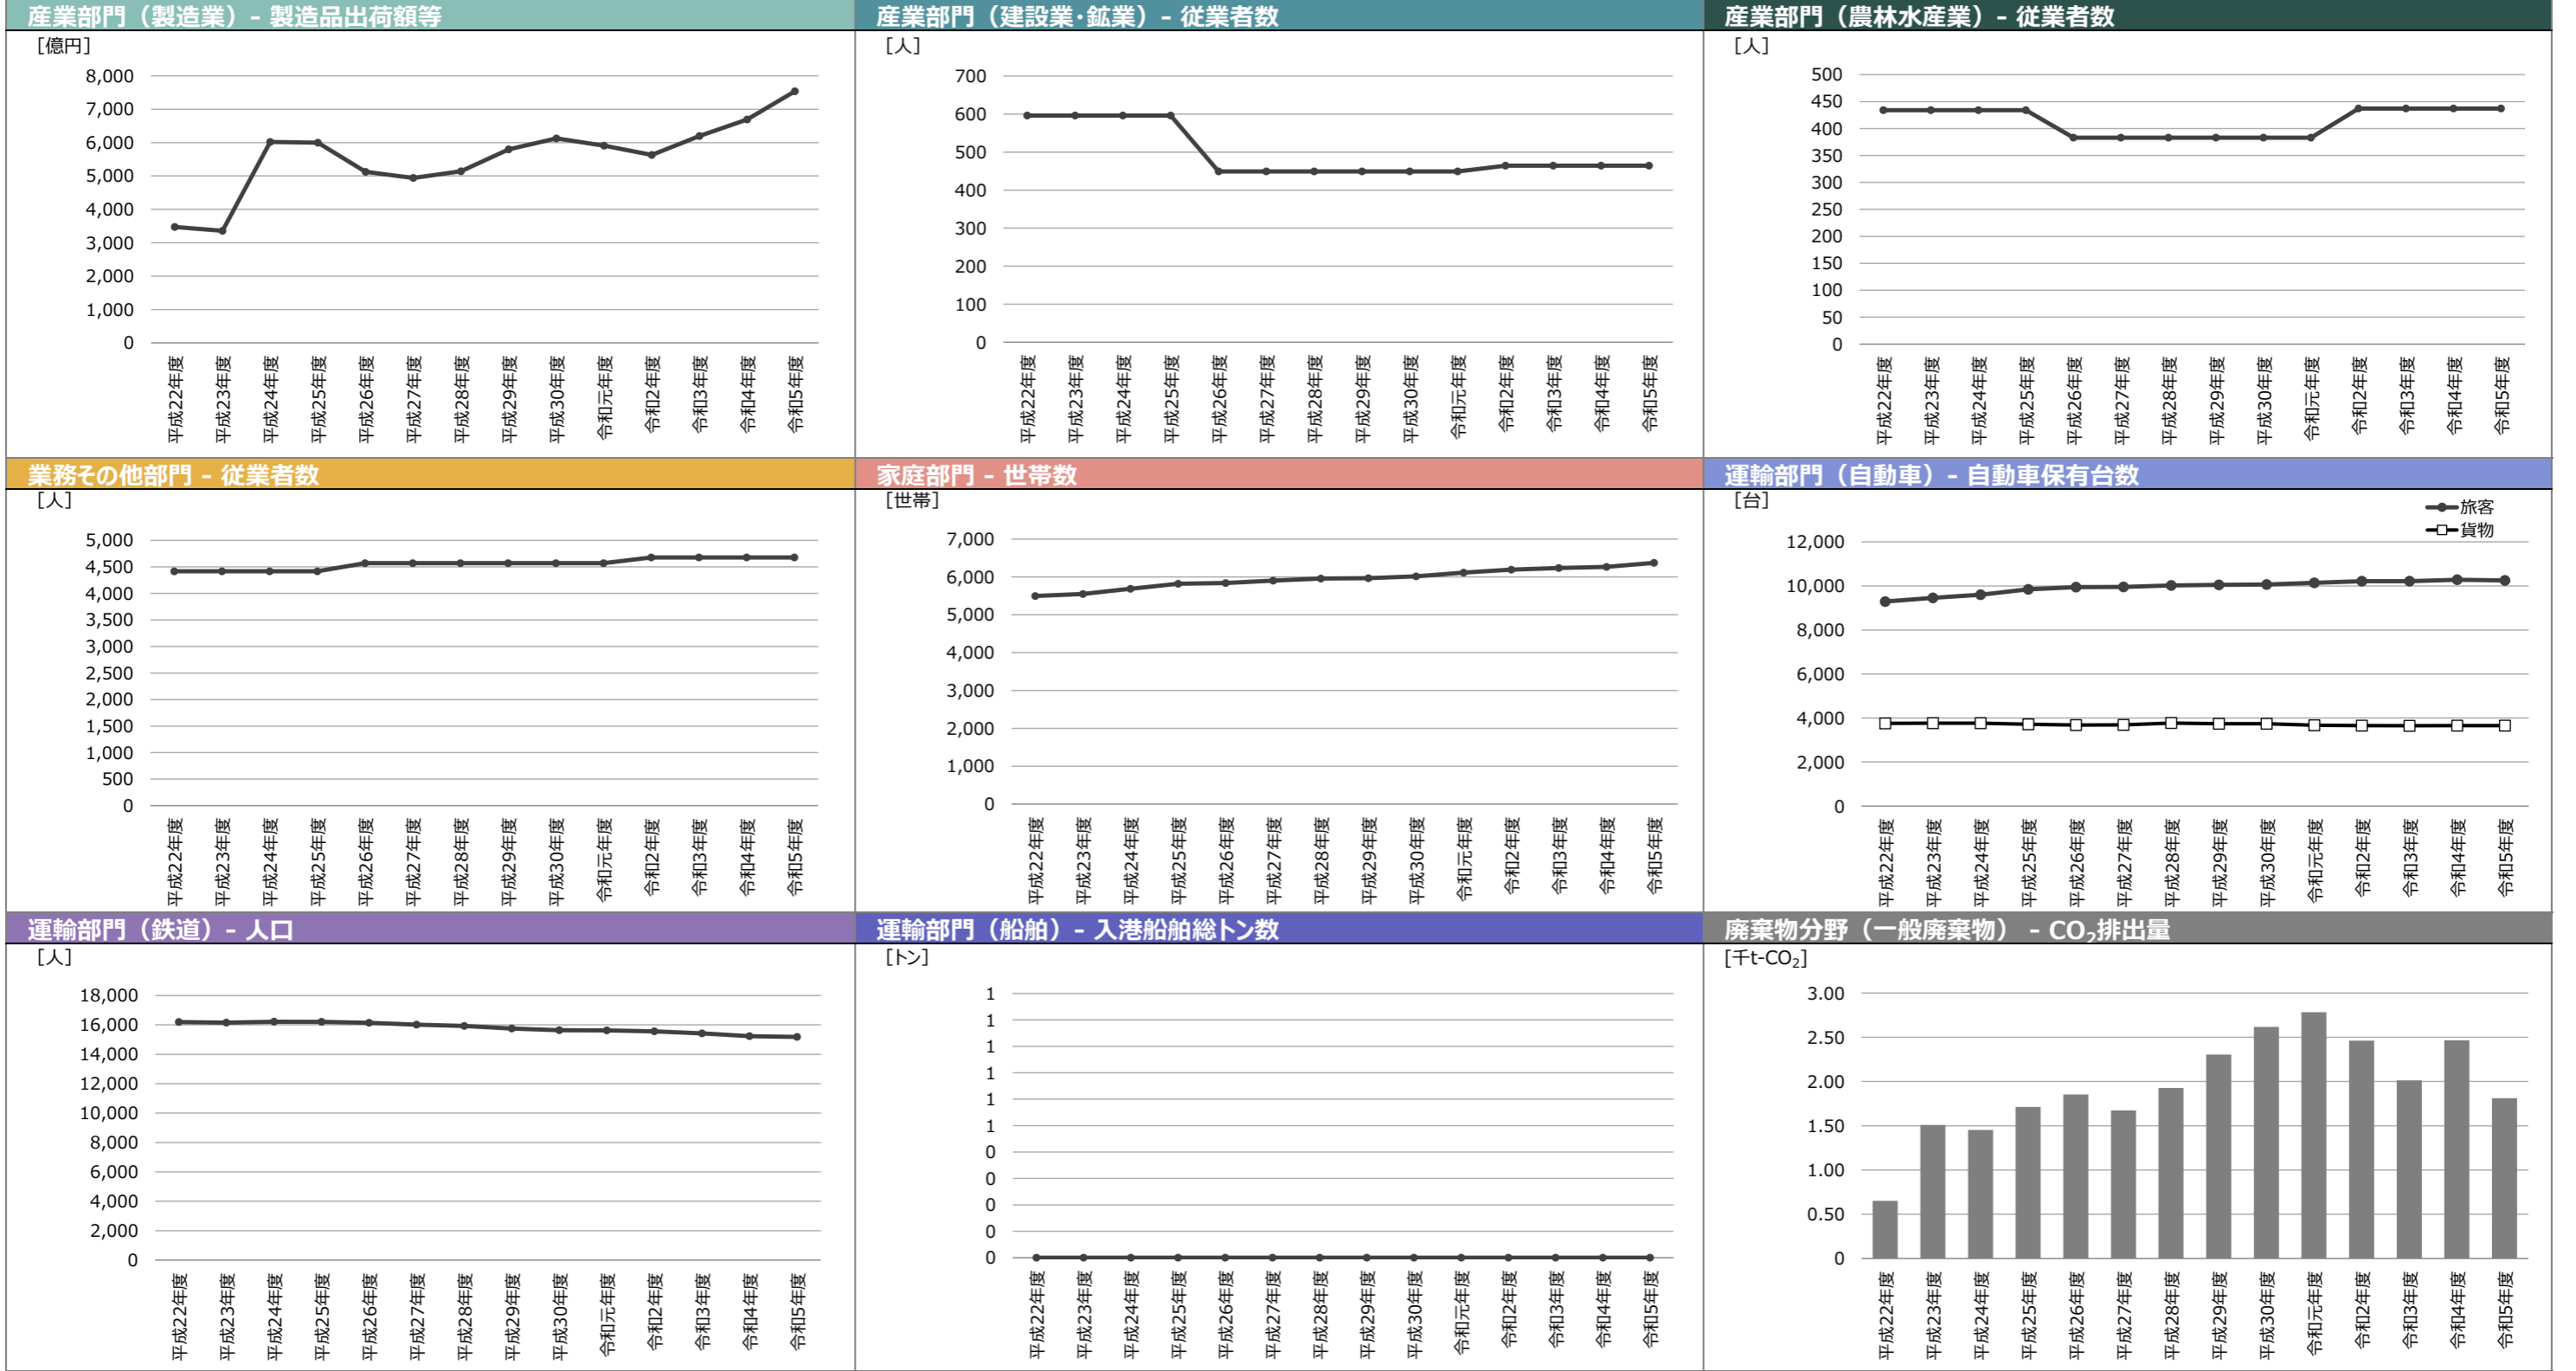 産業部門（製造業）- 製造品出荷額等
[億円]
8,000
7,000
6,000
5,000
4,000
3,000
2,000
1,000
0
平成22年度
平成23年度
平成24年度
平成25年度
平成26年度
平成27年度
平成28年度
平成29年度
平成30年度
令和元年度
令和2年度
令和3年度
令和4年度
令和5年度
産業部門（建設業･鉱業）- 従業者数
[人]
700
600
500
400
300
200
100
0
平成22年度
平成23年度
平成24年度
平成25年度
平成26年度
平成27年度
平成28年度
平成29年度
平成30年度
令和元年度
令和2年度
令和3年度
令和4年度
令和5年度
産業部門（農林水産業）- 従業者数
[人]
500
450
400
350
300
250
200
150
100
50
0
平成22年度
平成23年度
平成24年度
平成25年度
平成26年度
平成27年度
平成28年度
平成29年度
平成30年度
令和元年度
令和2年度
令和3年度
令和4年度
令和5年度
業務その他部門 - 従業者数
[人]
5,000
4,500
4,000
3,500
3,000
2,500
2,000
1,500
1,000
500
0
平成22年度
平成23年度
平成24年度
平成25年度
平成26年度
平成27年度
平成28年度
平成29年度
平成30年度
令和元年度
令和2年度
令和3年度
令和4年度
令和5年度
家庭部門 - 世帯数
[世帯]
7,000
6,000
5,000
4,000
3,000
2,000
1,000
0
平成22年度
平成23年度
平成24年度
平成25年度
平成26年度
平成27年度
平成28年度
平成29年度
平成30年度
令和元年度
令和2年度
令和3年度
令和4年度
令和5年度
運輸部門（自動車）- 自動車保有台数
[台]
旅客
貨物
12,000
10,000
8,000
6,000
4,000
2,000
0
平成22年度
平成23年度
平成24年度
平成25年度
平成26年度
平成27年度
平成28年度
平成29年度
平成30年度
令和元年度
令和2年度
令和3年度
令和4年度
令和5年度
運輸部門（鉄道）- 人口
[人]
18,000
16,000
14,000
12,000
10,000
8,000
6,000
4,000
2,000
0
平成22年度
平成23年度
平成24年度
平成25年度
平成26年度
平成27年度
平成28年度
平成29年度
平成30年度
令和元年度
令和2年度
令和3年度
令和4年度
令和5年度
運輸部門（船舶）- 入港船舶総トン数
[トン]
1
1
1
1
1
1
0
0
0
0
0
平成22年度
平成23年度
平成24年度
平成25年度
平成26年度
平成27年度
平成28年度
平成29年度
平成30年度
令和元年度
令和2年度
令和3年度
令和4年度
令和5年度
廃棄物分野（一般廃棄物） - CO₂排出量
[千t-CO₂]
3.00
2.50
2.00
1.50
1.00
0.50
0
平成22年度
平成23年度
平成24年度
平成25年度
平成26年度
平成27年度
平成28年度
平成29年度
平成30年度
令和元年度
令和2年度
令和3年度
令和4年度
令和5年度